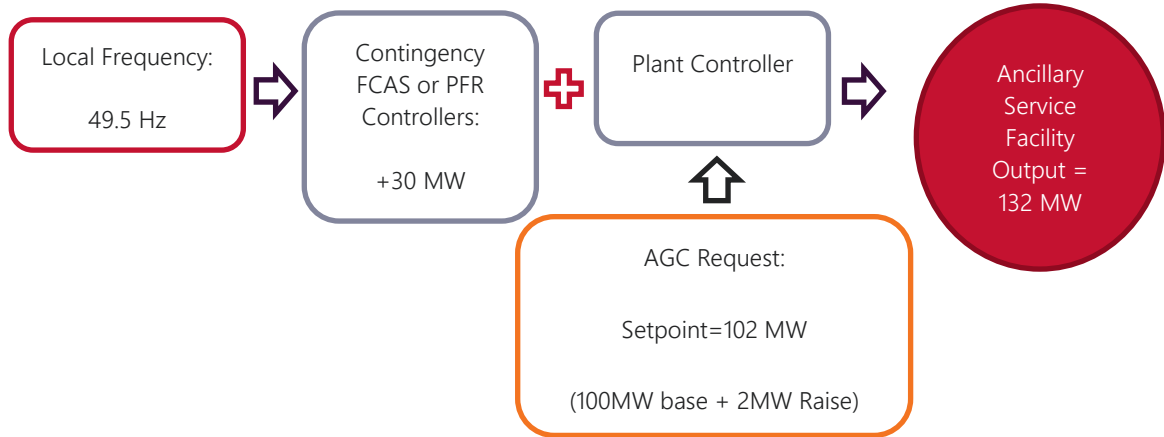 Local Frequency:
49.5 Hz
Contingency
FCAS or PFR
Controllers:
+30 MW
Plant Controller
Ancillary
Service
Facility
Output =
132 MW
AGC Request:
Setpoint=102 MW
(100MW base + 2MW Raise)